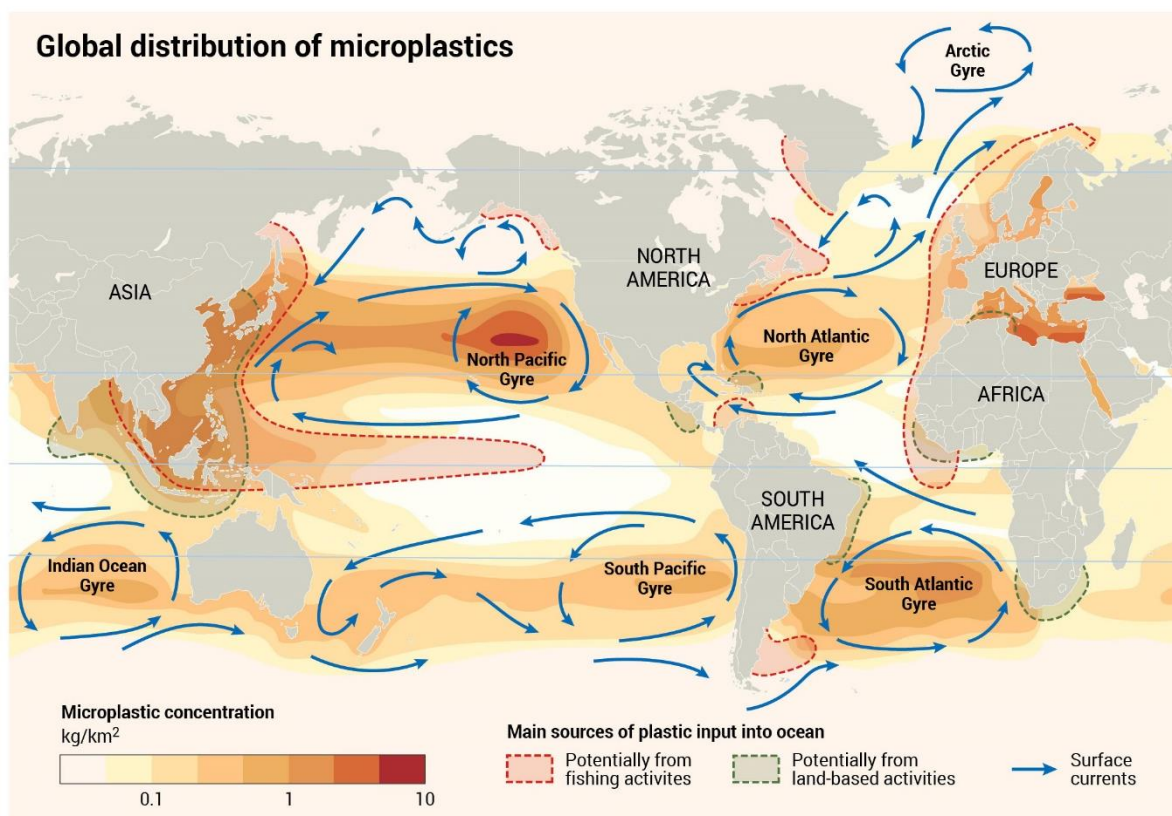 Global distribution of microplastics
Arctic
Gyre
NORTH
AMERICA
ASIA
EUROPE
North Pacific
Gyre
North Atlantic
Gyre
AFRICA
SOUTH
AMERICA
Indian Ocean
Gyre
South Pacific
Gyre
South Atlantic
Gyre
Microplastic concentration
kg/km²
0.1 1 10
Main sources of plastic input into ocean
Potentially from
fishing activites
Potentially from
land-based activities
Surface
currents